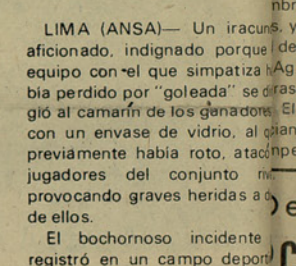 LIMA (ANSA)— Un iracun
aficionado, indignado porque
equipo con el que simpatiza h
bía perdido por "goleada" se d
gió al camarín de los ganadores
con un envase de vidrio, al q
previamente había roto, atacó
jugadores del conjunto riv
provocando graves heridas a d
de ellos.
El bochornoso incidente
registró en un campo deport